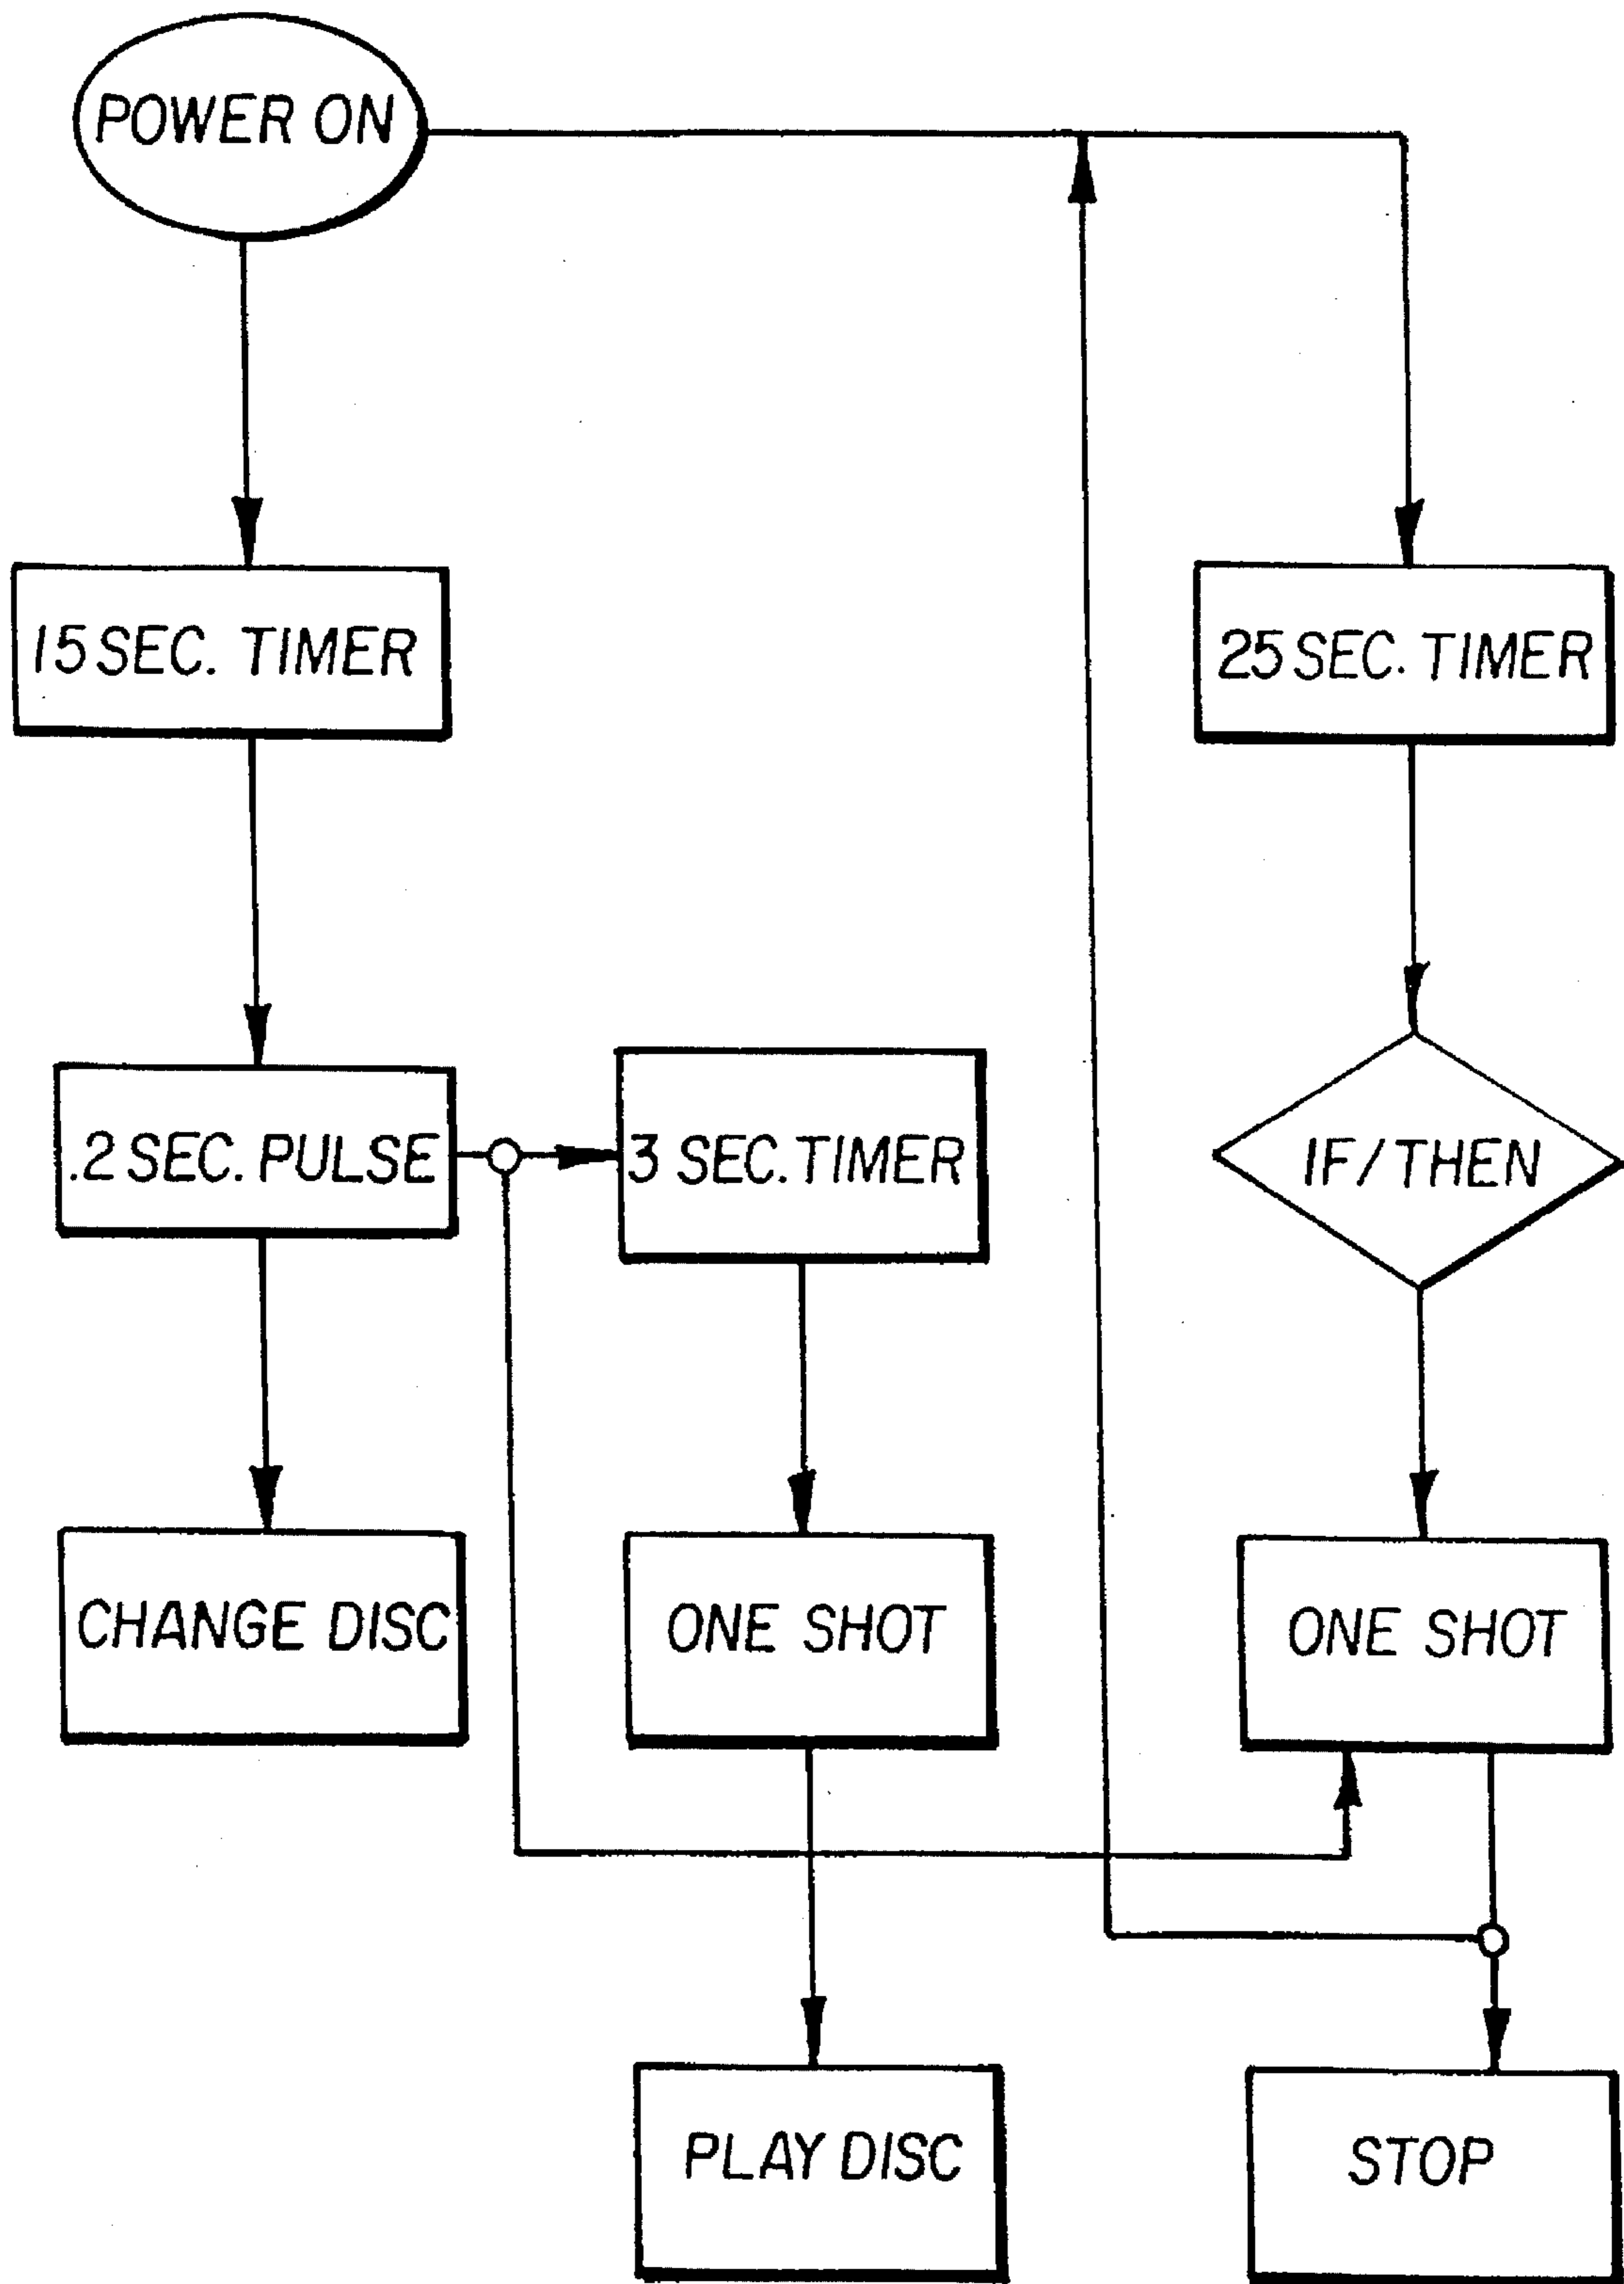 POWER ON
15 SEC. TIMER
25 SEC. TIMER
.2 SEC. PULSE
3 SEC. TIMER
IF/THEN
CHANGE DISC
ONE SHOT
ONE SHOT
PLAY DISC
STOP